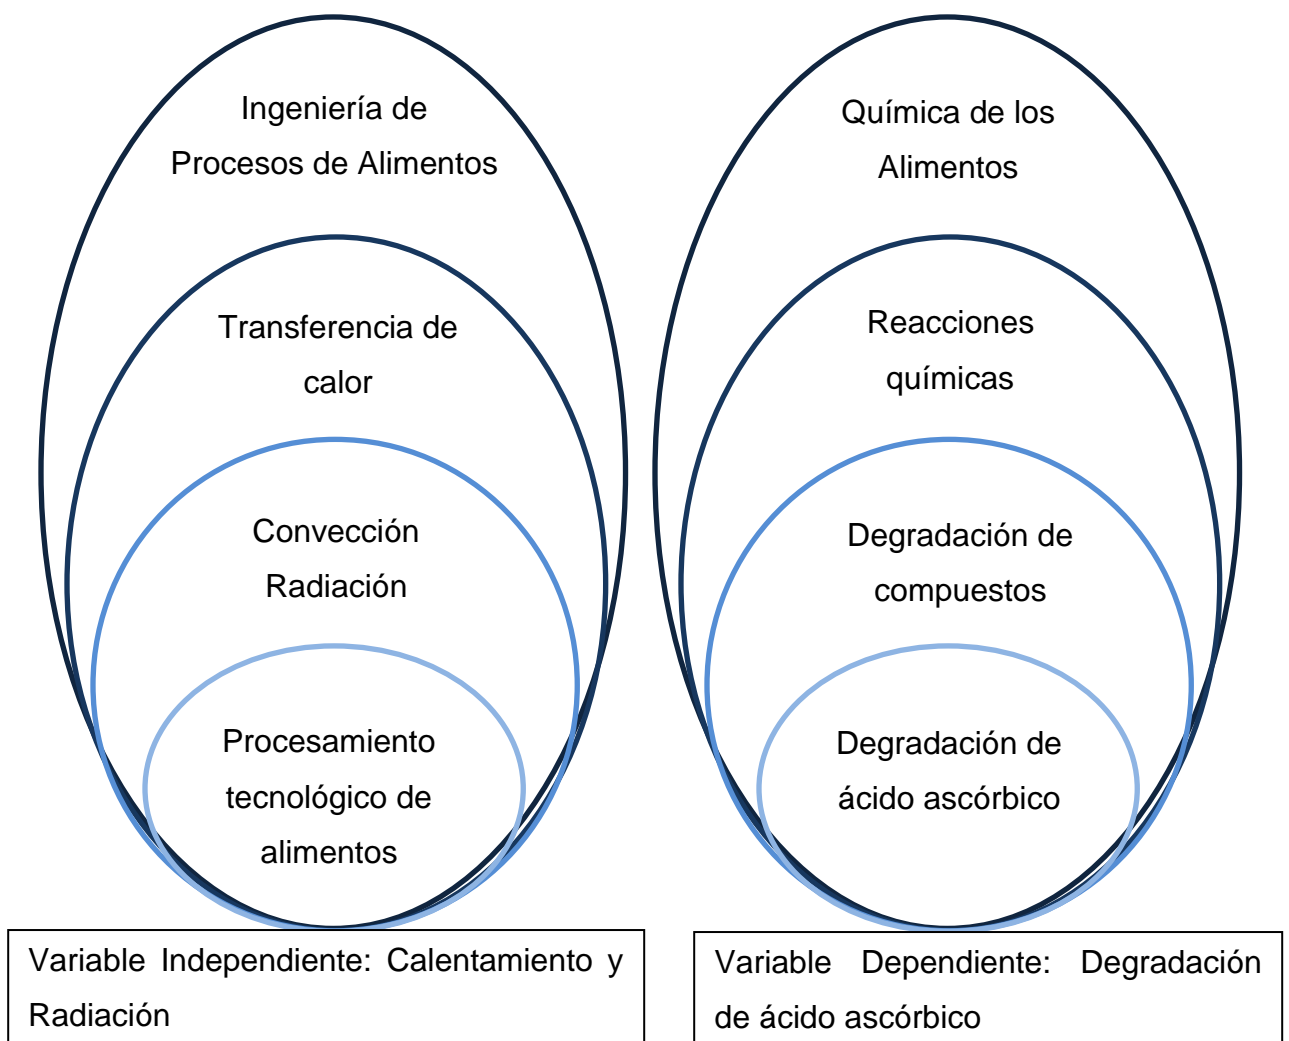 Ingeniería de
Procesos de Alimentos
Transferencia de
calor
Convección
Radiación
Procesamiento
tecnológico de
alimentos
Variable Independiente: Calentamiento y
Radiación
Química de los
Alimentos
Reacciones
químicas
Degradación de
compuestos
Degradación de
ácido ascórbico
Variable Dependiente: Degradación
de ácido ascórbico